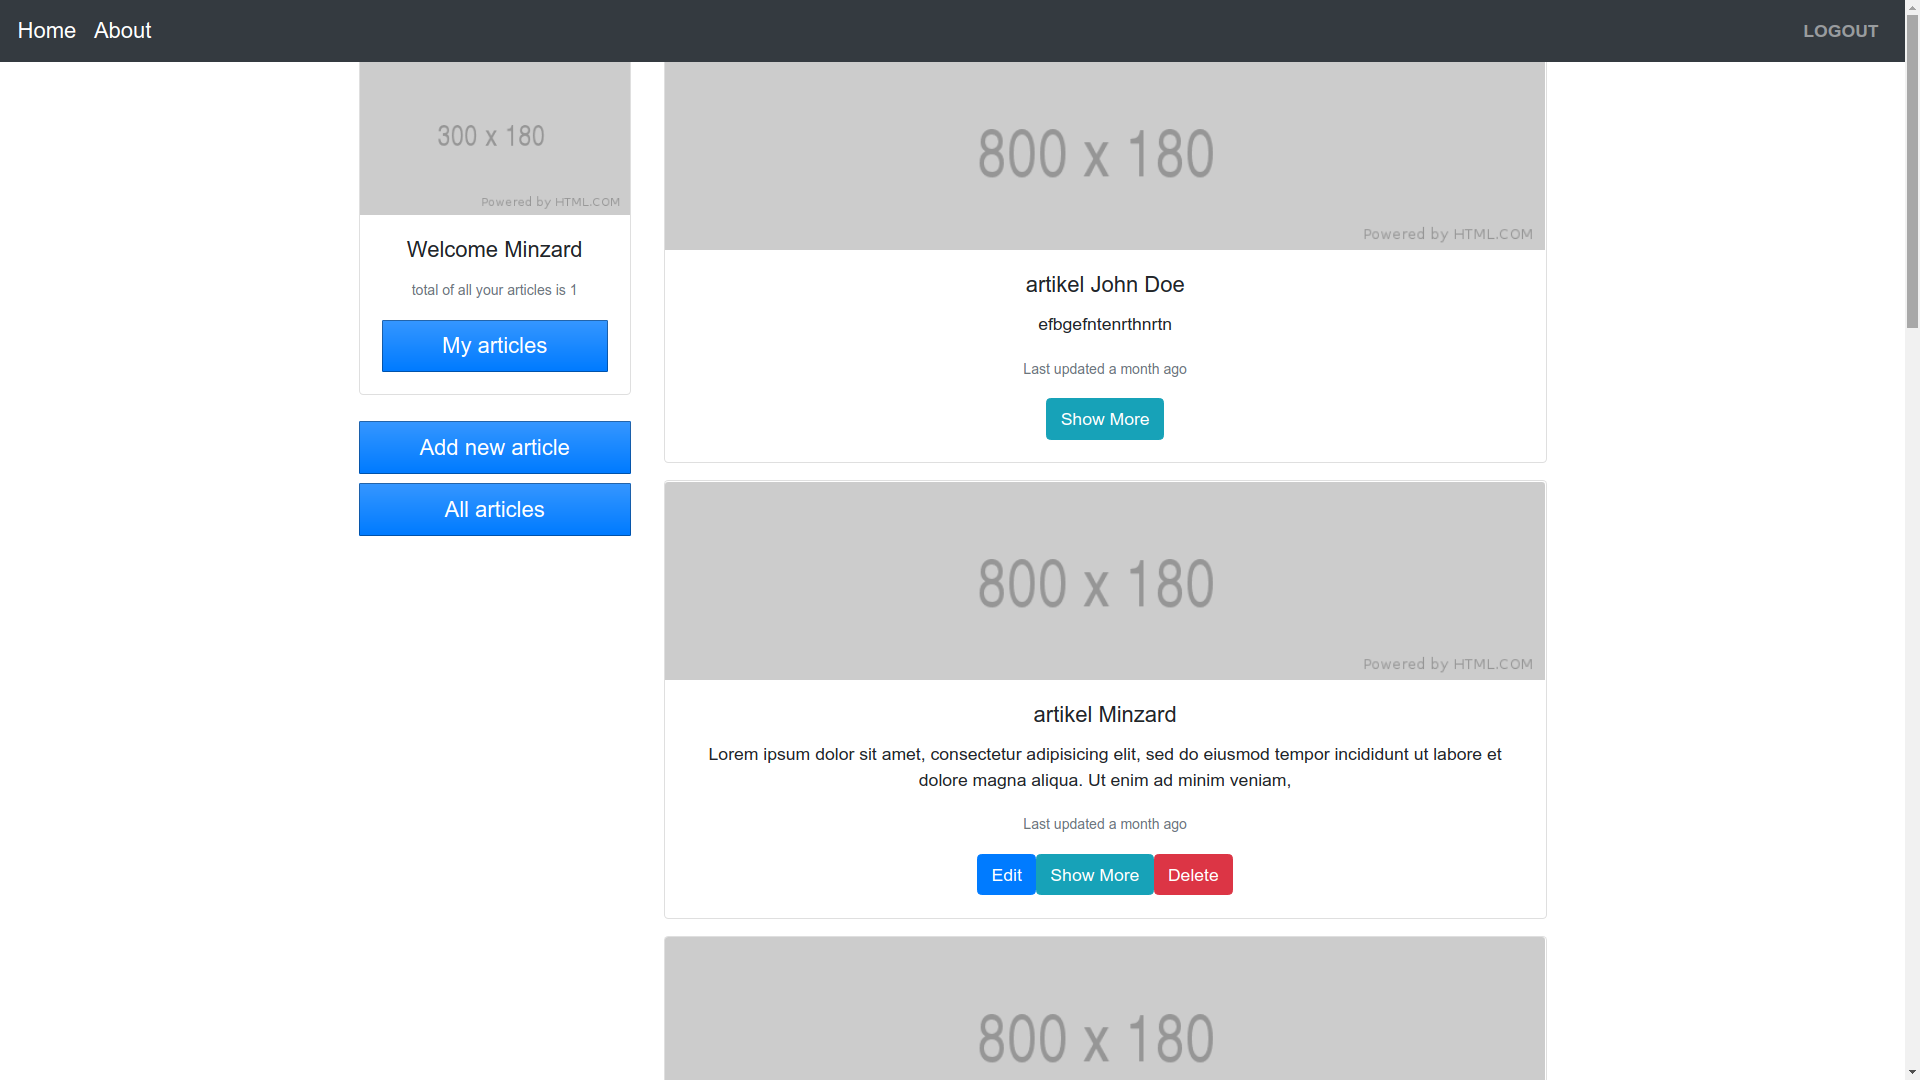 Home About LOGOUT
300 x 180
Powered by HTML.COM
Welcome Minzard
total of all your articles is 1
My articles
Add new article
All articles
800 x 180
Powered by HTML.COM
artikel John Doe
efbgefntenrthnrtn
Last updated a month ago
Show More
800 x 180
Powered by HTML.COM
artikel Minzard
Lorem ipsum dolor sit amet, consectetur adipisicing elit, sed do eiusmod tempor incididunt ut labore et
dolore magna aliqua. Ut enim ad minim veniam,
Last updated a month ago
Edit Show More Delete
800 x 180